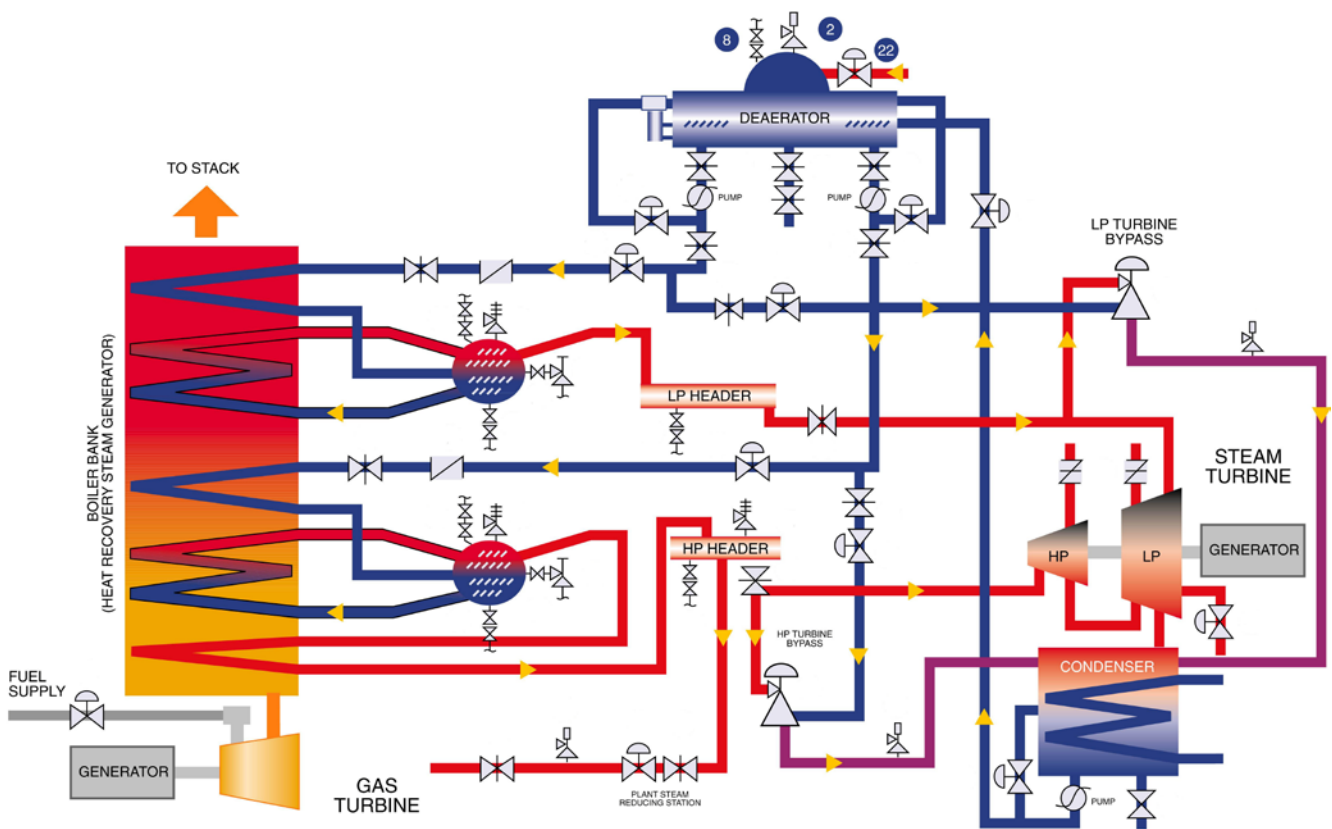 8
2
22
DEAERATOR
TO STACK
PUMP
PUMP
LP TURBINE
BYPASS
BOILER BANK
(HEAT RECOVERY STEAM GENERATOR)
LP HEADER
STEAM
TURBINE
HP HEADER
HP
LP
GENERATOR
HP TURBINE
BYPASS
CONDENSER
FUEL
SUPPLY
GENERATOR
GAS
TURBINE
PLANT STEAM
REDUCING STATION
PUMP